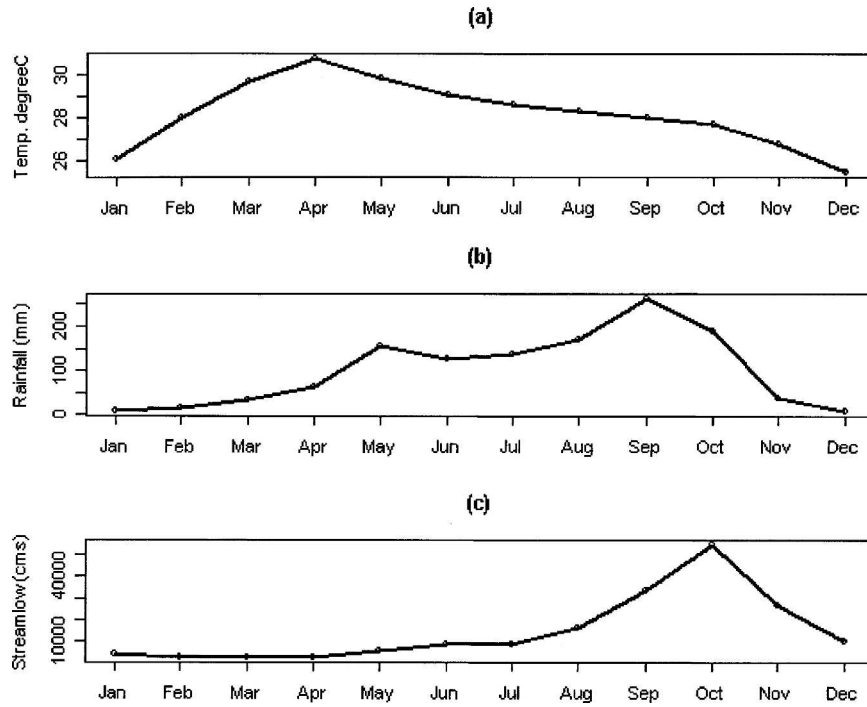 (a)
Temp. degreeC
30
28
26
Jan Feb Mar Apr May Jun Jul Aug Sep Oct Nov Dec
(b)
Rainfall (mm)
200
100
0
Jan Feb Mar Apr May Jun Jul Aug Sep Oct Nov Dec
(c)
Streamlow (cms)
40000
10000
Jan Feb Mar Apr May Jun Jul Aug Sep Oct Nov Dec